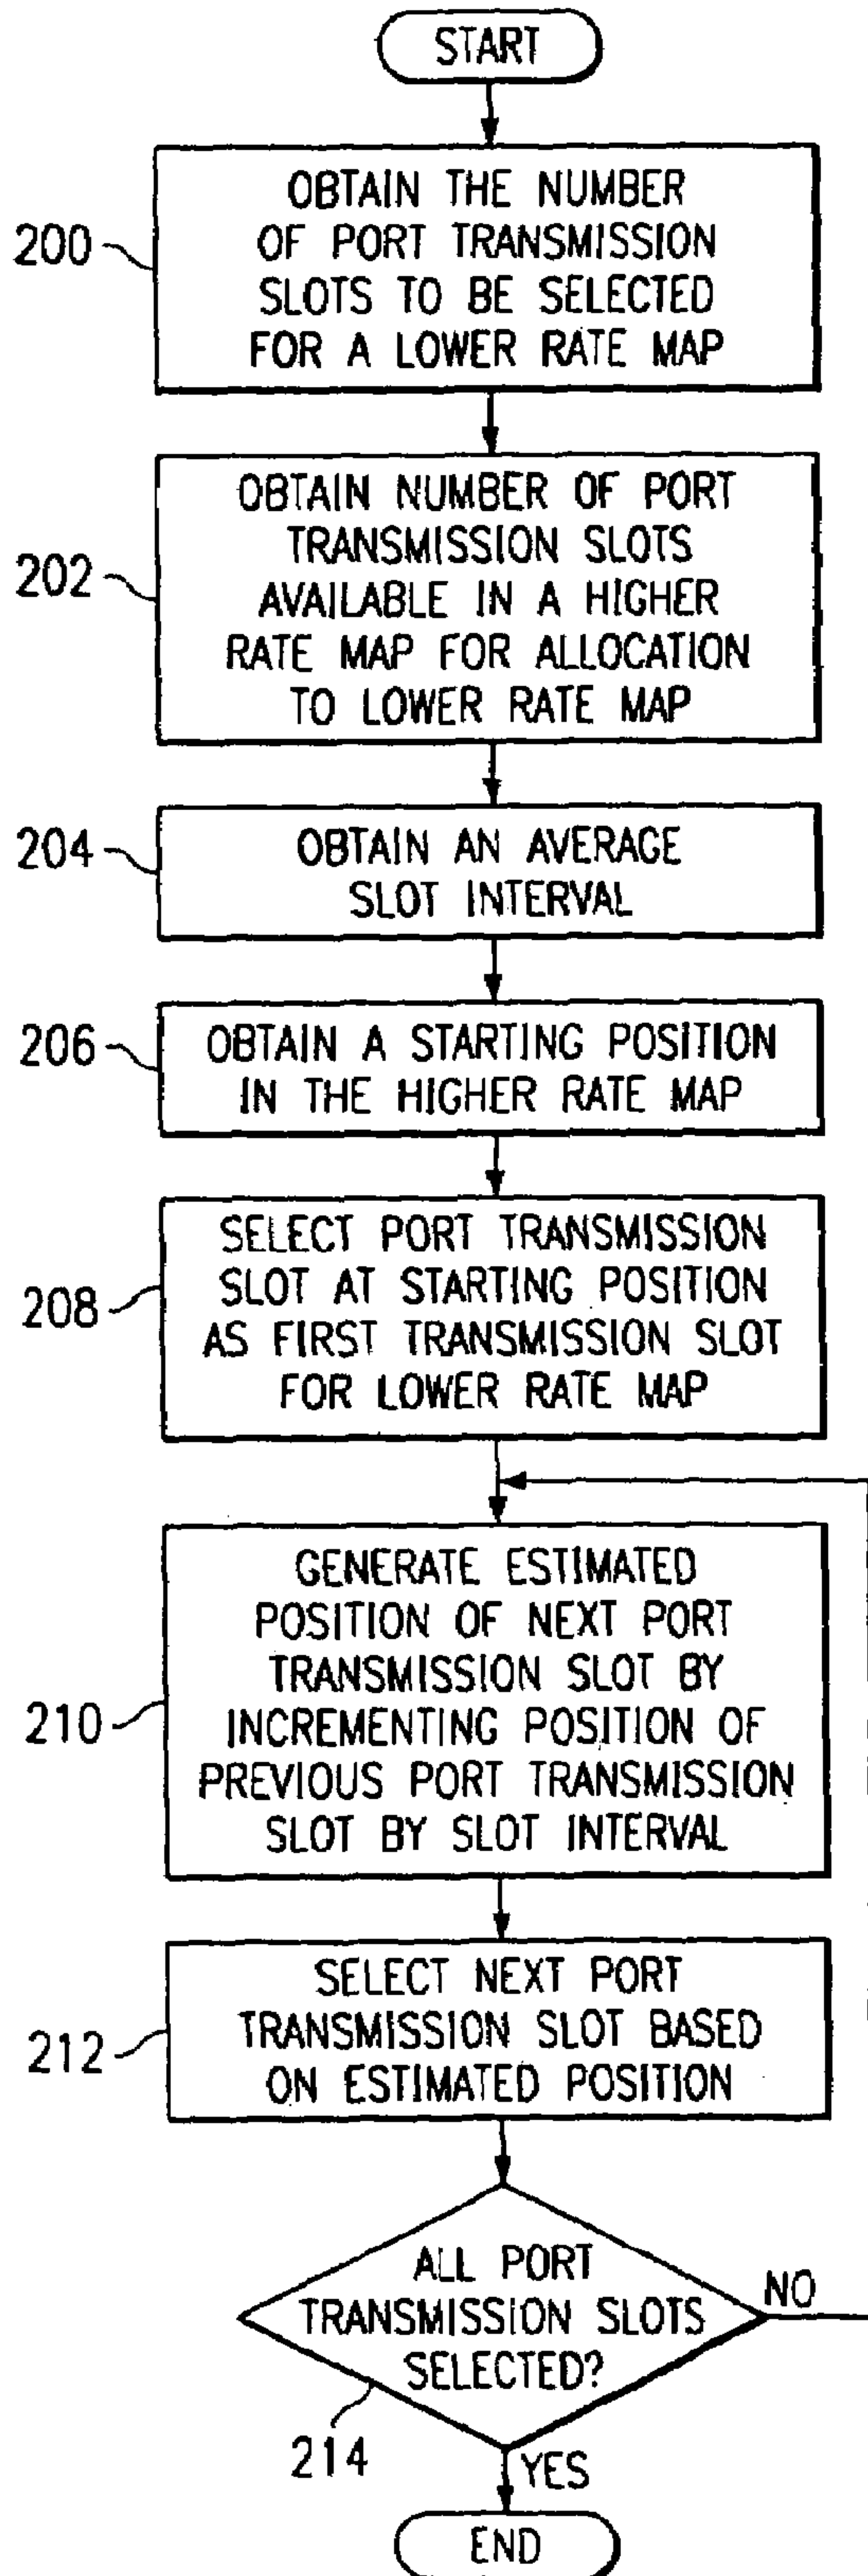 START
200
OBTAIN THE NUMBER
OF PORT TRANSMISSION
SLOTS TO BE SELECTED
FOR A LOWER RATE MAP
202
OBTAIN NUMBER OF PORT
TRANSMISSION SLOTS
AVAILABLE IN A HIGHER
RATE MAP FOR ALLOCATION
TO LOWER RATE MAP
204
OBTAIN AN AVERAGE
SLOT INTERVAL
206
OBTAIN A STARTING POSITION
IN THE HIGHER RATE MAP
208
SELECT PORT TRANSMISSION
SLOT AT STARTING POSITION
AS FIRST TRANSMISSION SLOT
FOR LOWER RATE MAP
210
GENERATE ESTIMATED
POSITION OF NEXT PORT
TRANSMISSION SLOT BY
INCREMENTING POSITION OF
PREVIOUS PORT TRANSMISSION
SLOT BY SLOT INTERVAL
212
SELECT NEXT PORT
TRANSMISSION SLOT BASED
ON ESTIMATED POSITION
ALL PORT
TRANSMISSION SLOTS
SELECTED?
NO
214
YES
END